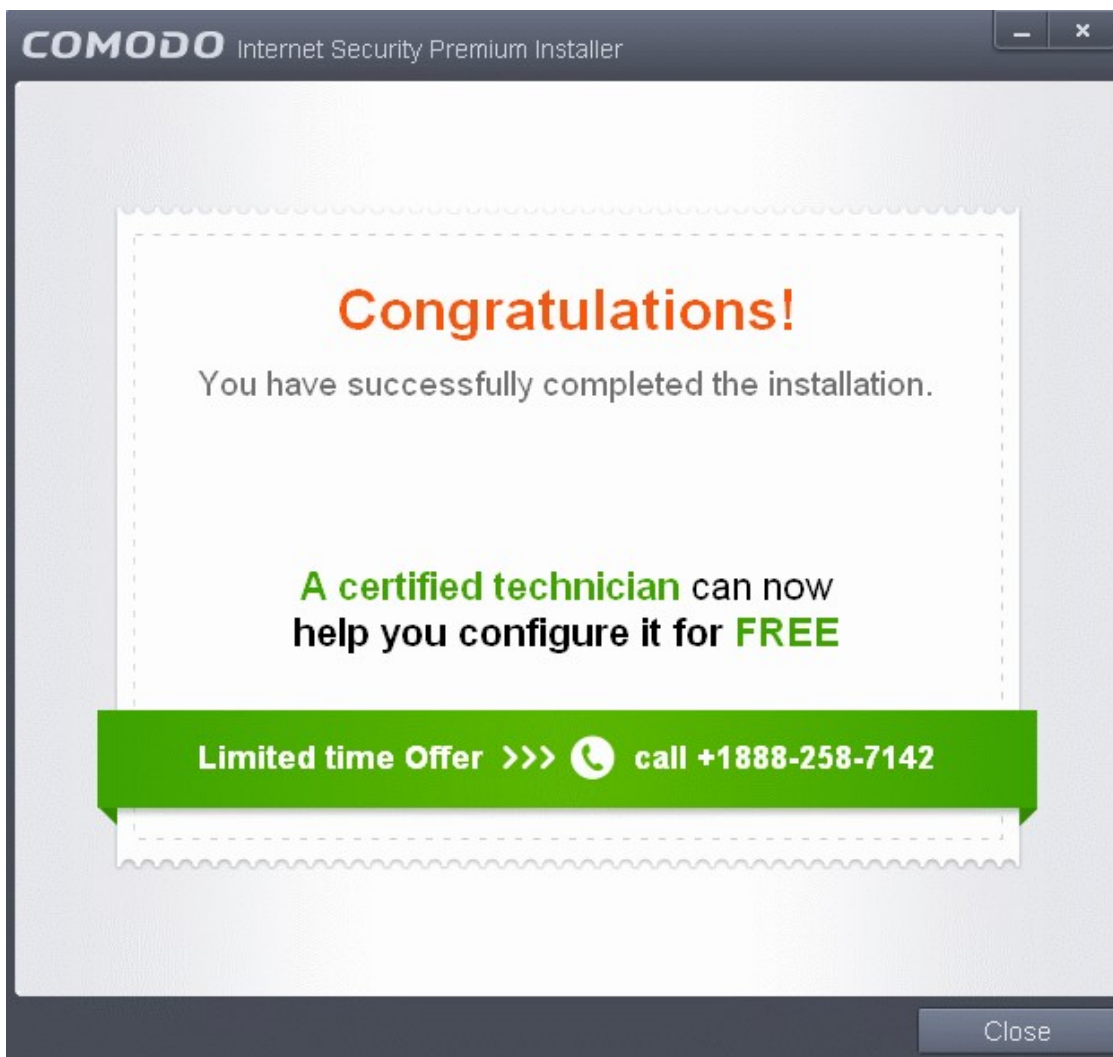 COMODO Internet Security Premium Installer
Congratulations!
You have successfully completed the installation.
A certified technician can now
help you configure it for FREE
Limited time Offer >>> call +1888-258-7142
Close